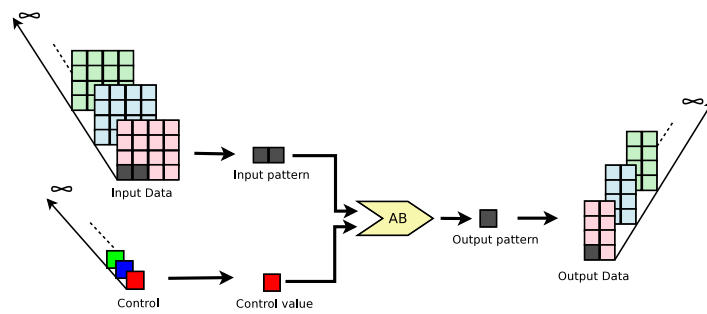 ∞
∞
Input Data
Input pattern
∞
AB
Output pattern
Output Data
Control
Control value